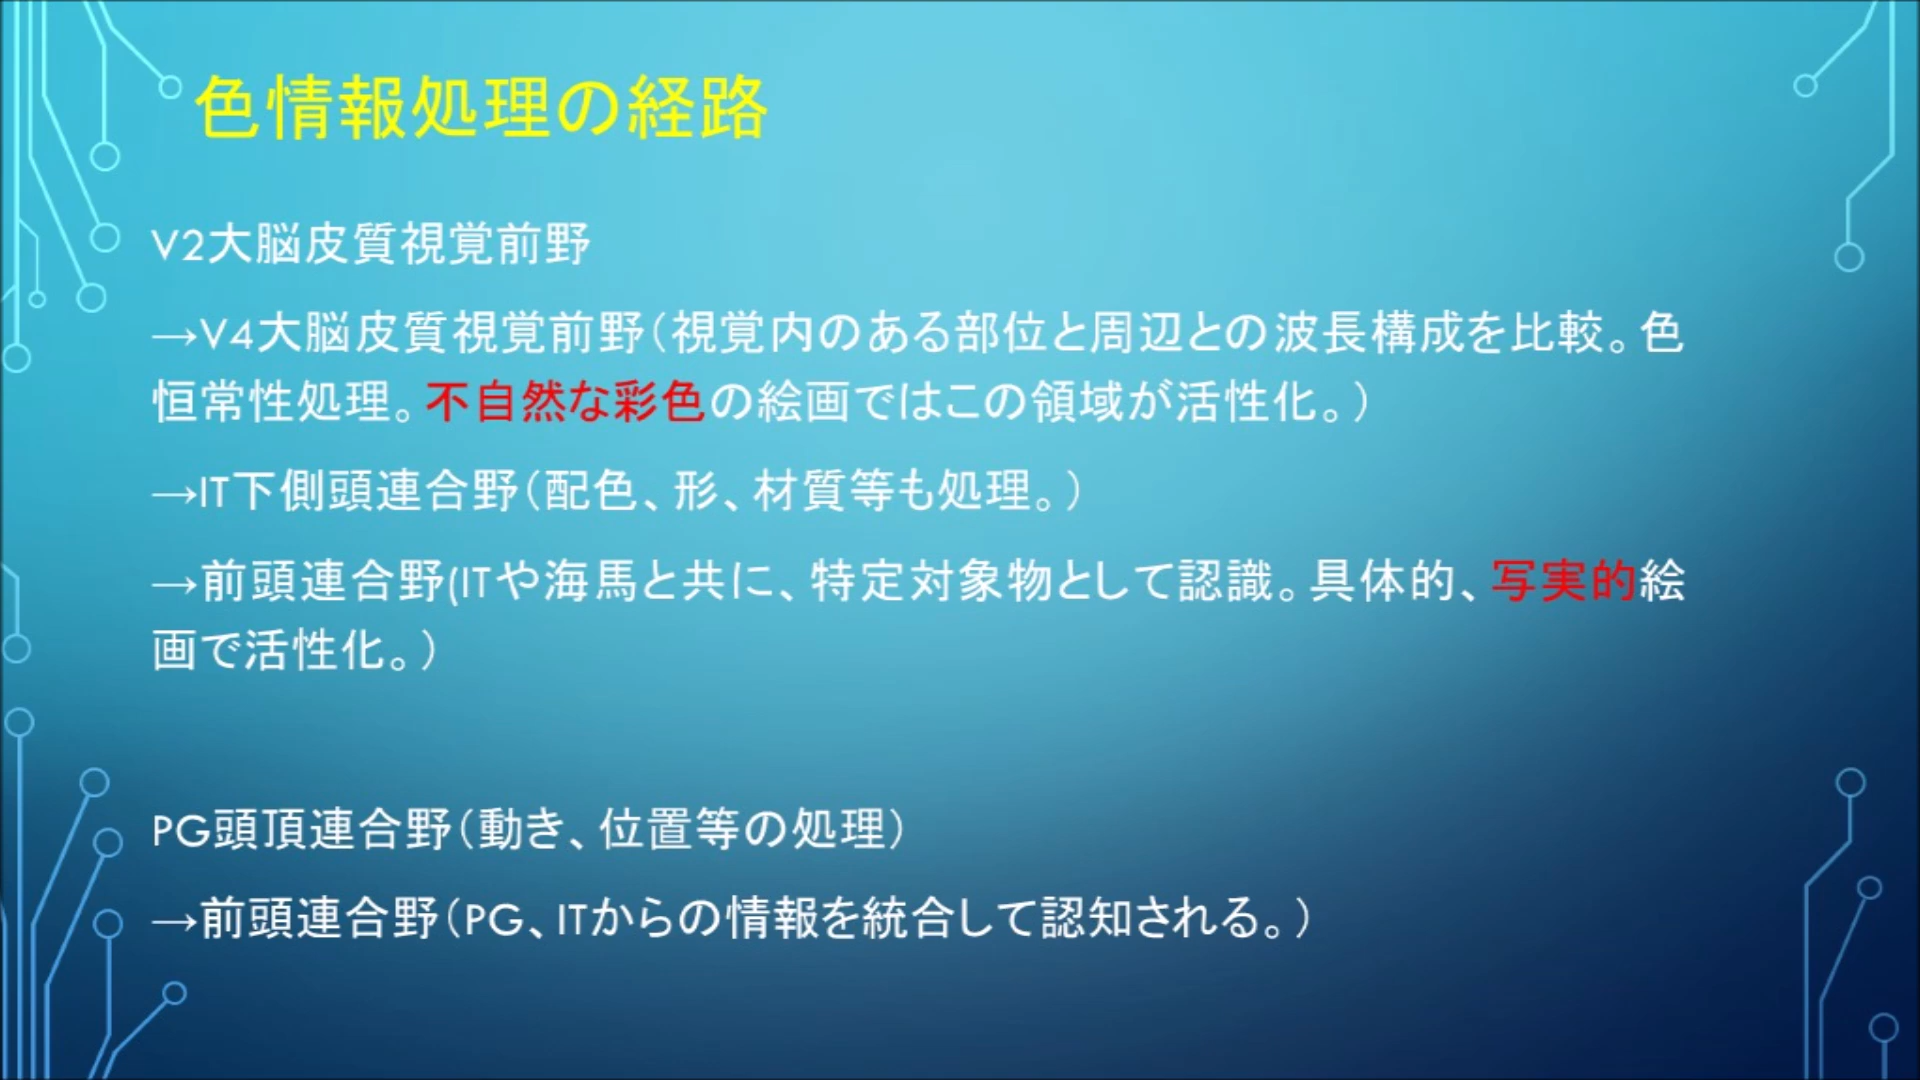 色情報処理の経路
V2大脳皮質視覚前野
→V4大脳皮質視覚前野（視覚内のある部位と周辺との波長構成を比較。色
恒常性処理。不自然な彩色の絵画ではこの領域が活性化。）
→IT下側頭連合野（配色、形、材質等も処理。）
→前頭連合野(ITや海馬と共に、特定対象物として認識。具体的、写実的絵
画で活性化。）
PG頭頂連合野（動き、位置等の処理）
→前頭連合野（PG、ITからの情報を統合して認知される。）